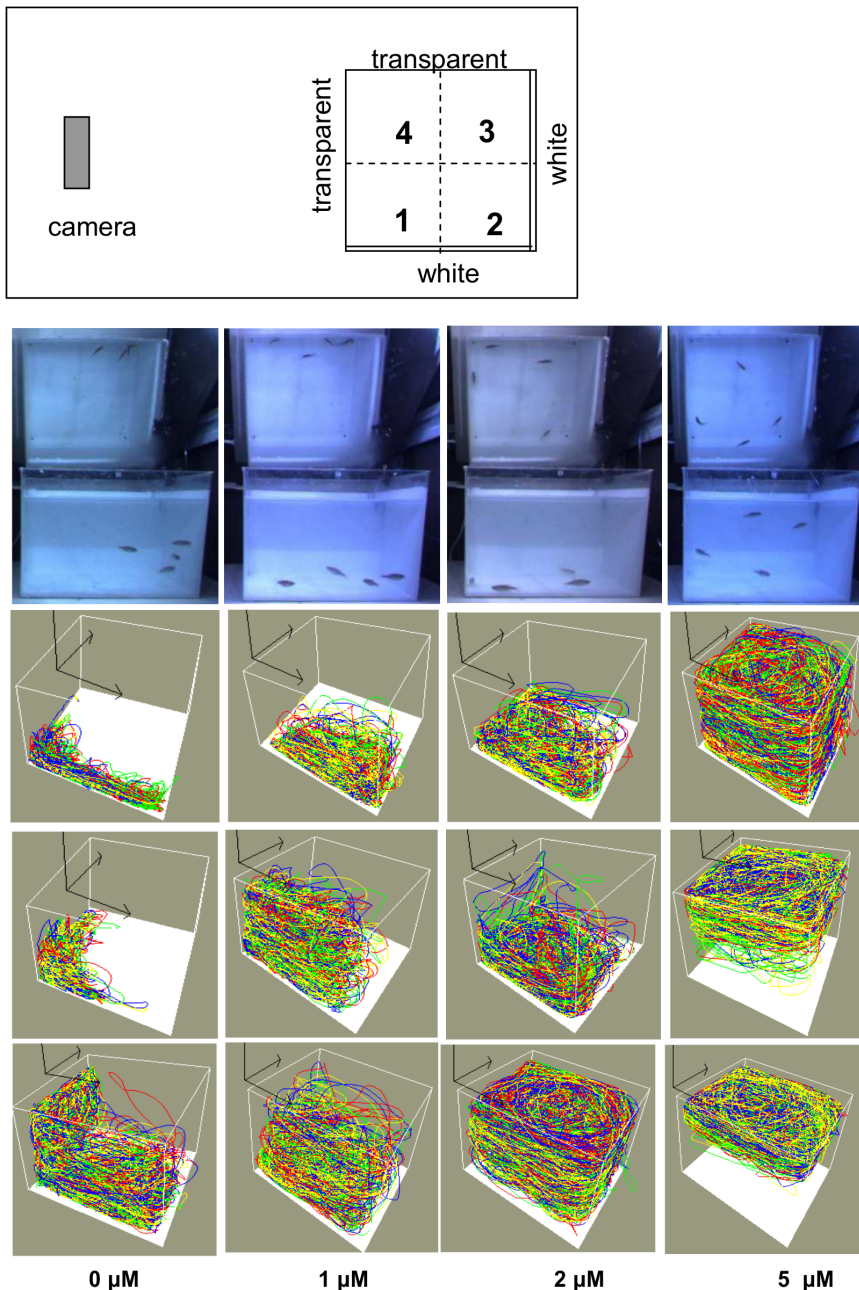 transparent
transparent
4
3
white
camera
1
2
white
0 µM
1 µM
2 µM
5 µM